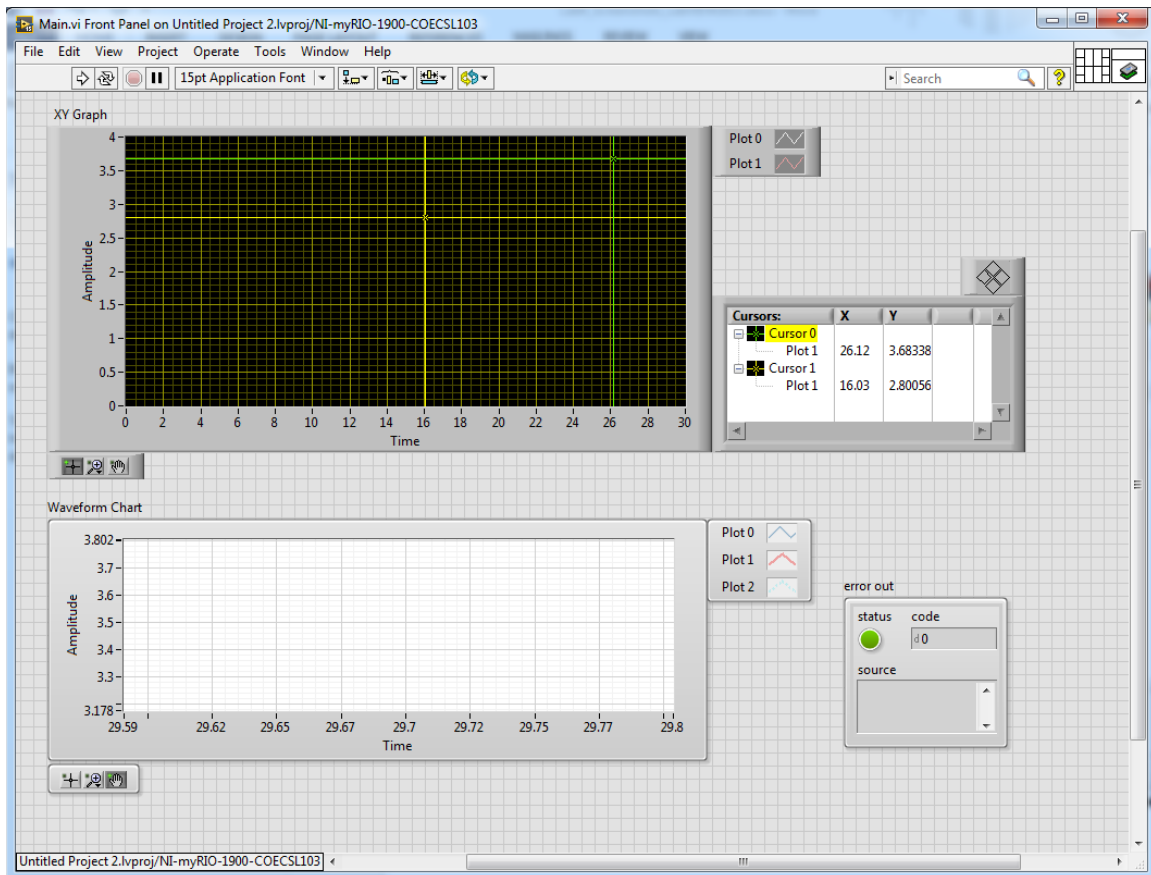 Main.vi Front Panel on Untitled Project 2.lvproj/NI-myRIO-1900-COECSL103
File Edit View Project Operate Tools Window Help
15pt Application Font
Search
?
XY Graph
4
3.5
3
2.5
2
1.5
1
0.5
0
Amplitude
0 2 4 6 8 10 12 14 16 18 20 22 24 26 28 30
Time
Plot 0
Plot 1
Cursors: X Y
Cursor 0
Plot 1 26.12 3.68338
Cursor 1
Plot 1 16.03 2.80056
Waveform Chart
3.802
3.7
3.6
3.5
3.4
3.3
3.178
Amplitude
29.59 29.62 29.65 29.67 29.7 29.72 29.75 29.77 29.8
Time
Plot 0
Plot 1
Plot 2
error out
status code
d 0
source
Untitled Project 2.lvproj/NI-myRIO-1900-COECSL103